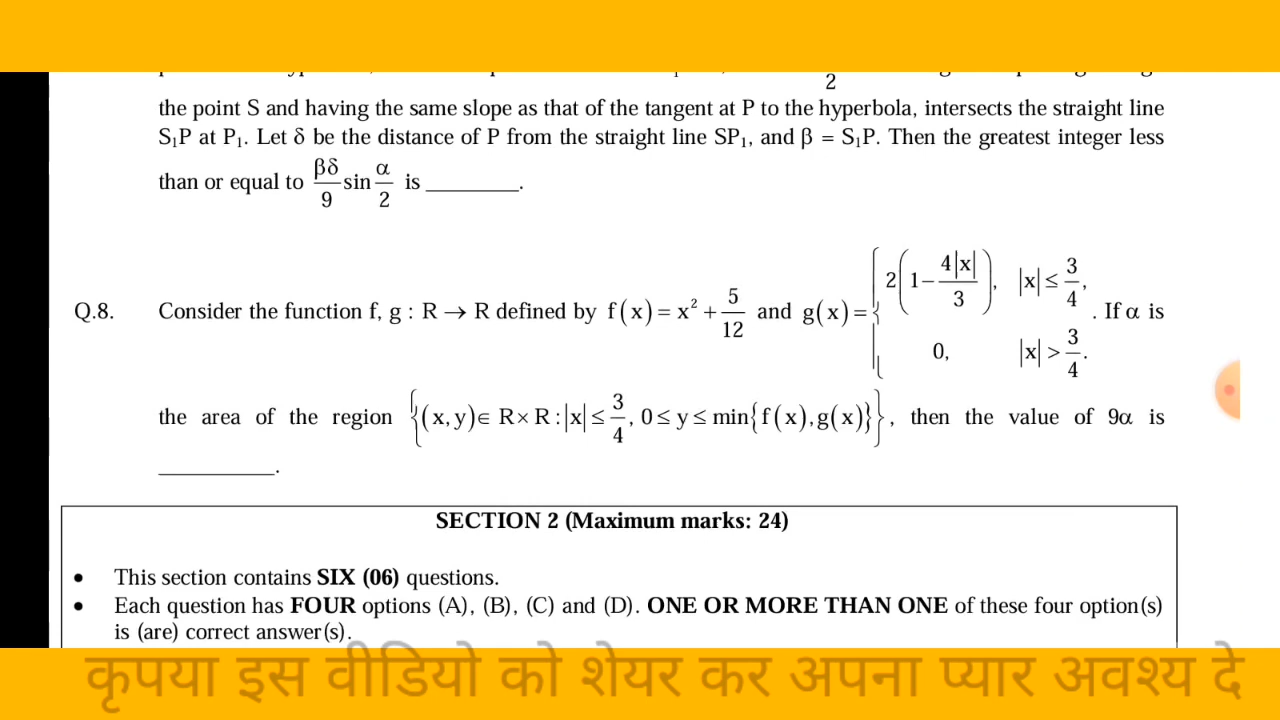 2
the point S and having the same slope as that of the tangent at P to the hyperbola, intersects the straight line
S₁P at P₁. Let δ be the distance of P from the straight line SP₁, and β = S₁P. Then the greatest integer less
than or equal to βδ/9 sin α/2 is ________.
Q.8. Consider the function f, g : R → R defined by f(x) = x² + 5/12 and g(x) = { 2(1 − 4|x|/3), |x| ≤ 3/4, 0, |x| > 3/4. . If α is
the area of the region {(x, y) ∈ R × R : |x| ≤ 3/4, 0 ≤ y ≤ min{f(x), g(x)}}, then the value of 9α is
________.
SECTION 2 (Maximum marks: 24)
• This section contains SIX (06) questions.
• Each question has FOUR options (A), (B), (C) and (D). ONE OR MORE THAN ONE of these four option(s)
is (are) correct answer(s).
कृपया इस वीडियो को शेयर कर अपना प्यार अवश्य दे